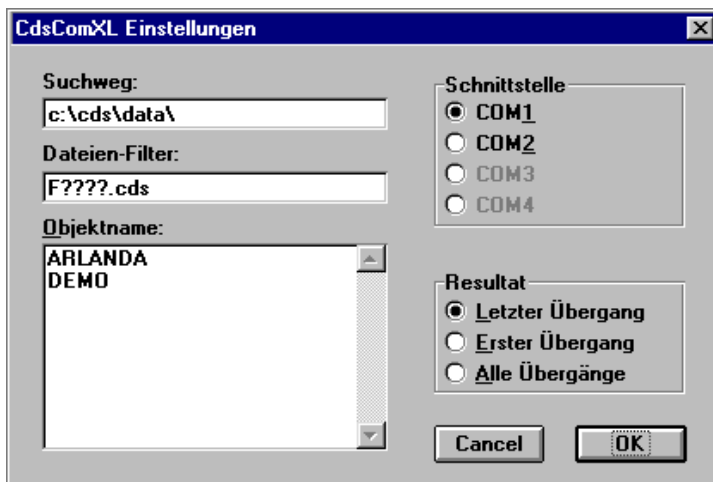 CdsComXL Einstellungen
Suchweg:
c:\cds\data\
Dateien-Filter:
F????.cds
Objektname:
ARLANDA
DEMO
Schnittstelle
COM1
COM2
COM3
COM4
Resultat
Letzter Übergang
Erster Übergang
Alle Übergänge
Cancel
OK